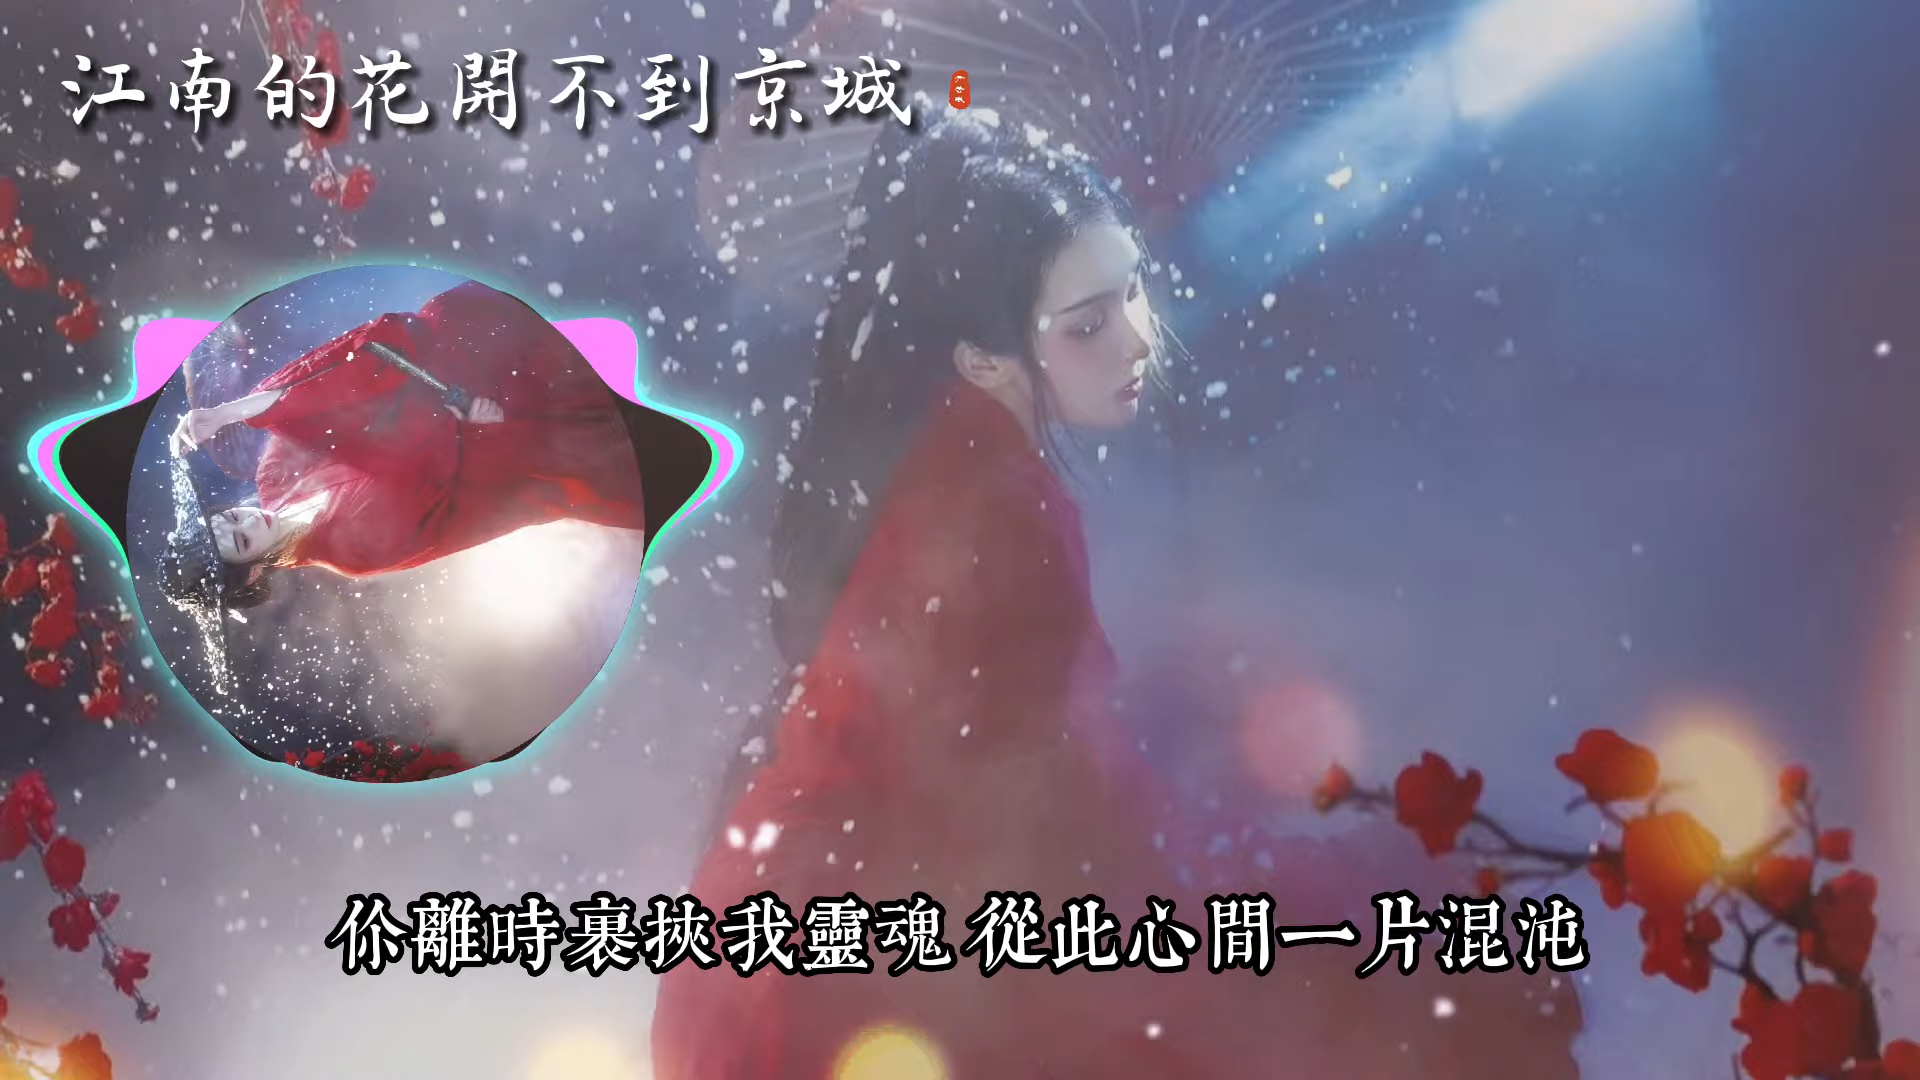 江南的花開不到京城
伱離時裹挾我靈魂 從此心間一片混沌